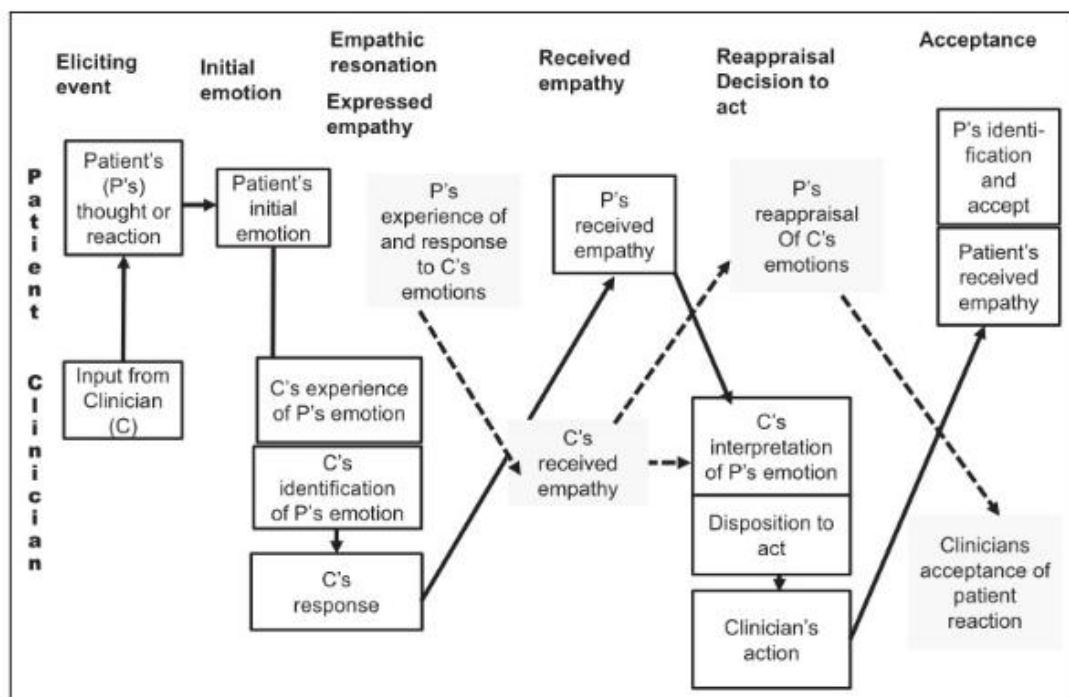 Eliciting
event
Initial
emotion
Empathic
resonation
Expressed
empathy
Received
empathy
Reappraisal
Decision to
act
Acceptance
Patient
Clinician
Patient's
(P's)
thought or
reaction
Input from
Clinician
(C)
Patient's
initial
emotion
C's experience
of P's emotion
C's
identification
of P's emotion
C's
response
P's
experience of
and response
to C's
emotions
P's
received
empathy
C's
received
empathy
P's
reappraisal
Of C's
emotions
C's
interpretation
of P's emotion
Disposition to
act
Clinician's
action
P's identi-
fication
and
accept
Patient's
received
empathy
Clinicians
acceptance of
patient
reaction